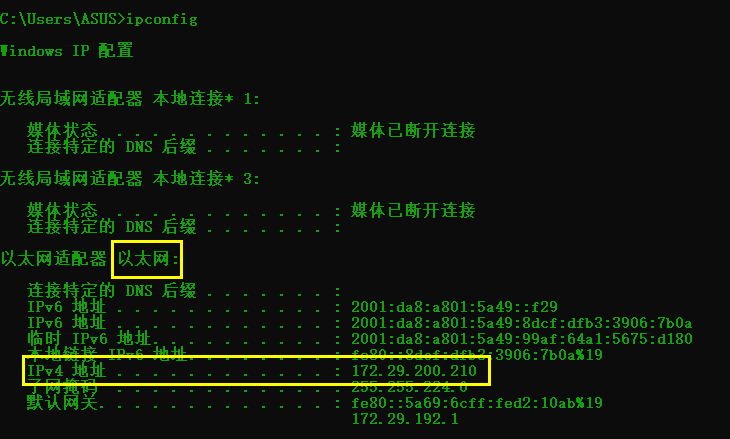 C:\Users\ASUS>ipconfig
Windows IP 配置
无线局域网适配器 本地连接* 1:
媒体状态 . . . . . . . . . . . . : 媒体已断开连接
连接特定的 DNS 后缀 . . . . . . . :
无线局域网适配器 本地连接* 3:
媒体状态 . . . . . . . . . . . . : 媒体已断开连接
连接特定的 DNS 后缀 . . . . . . . :
以太网适配器 以太网:
连接特定的 DNS 后缀 . . . . . . . :
IPv6 地址 . . . . . . . . . . . . : 2001:da8:a801:5a49::f29
IPv6 地址 . . . . . . . . . . . . : 2001:da8:a801:5a49:8dcf:dfb3:3906:7b0a
临时 IPv6 地址. . . . . . . . . . : 2001:da8:a801:5a49:99af:64a1:5675:d180
本地链接 IPv6 地址. . . . . . . . : fe80::8dcf:dfb3:3906:7b0a%19
IPv4 地址 . . . . . . . . . . . . : 172.29.200.210
子网掩码 . . . . . . . . . . . . : 255.255.224.0
默认网关. . . . . . . . . . . . . : fe80::5a69:6cff:fed2:10ab%19
172.29.192.1